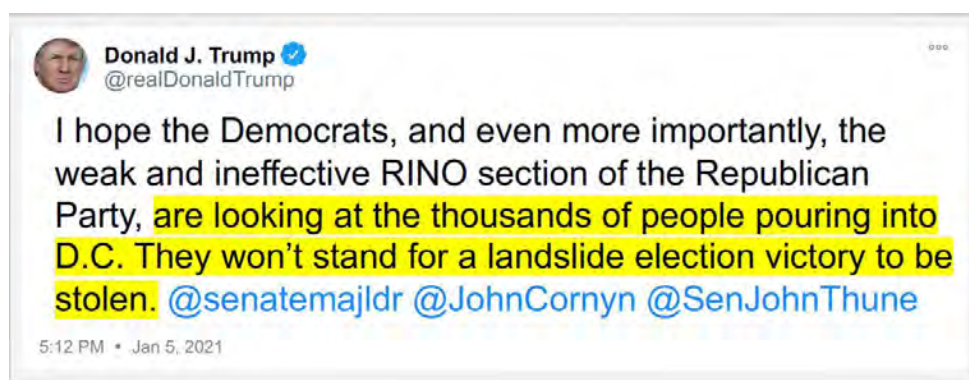 Donald J. Trump
@realDonaldTrump
I hope the Democrats, and even more importantly, the
weak and ineffective RINO section of the Republican
Party, are looking at the thousands of people pouring into
D.C. They won’t stand for a landslide election victory to be
stolen. @senatemajldr @JohnCornyn @SenJohnThune
5:12 PM • Jan 5, 2021